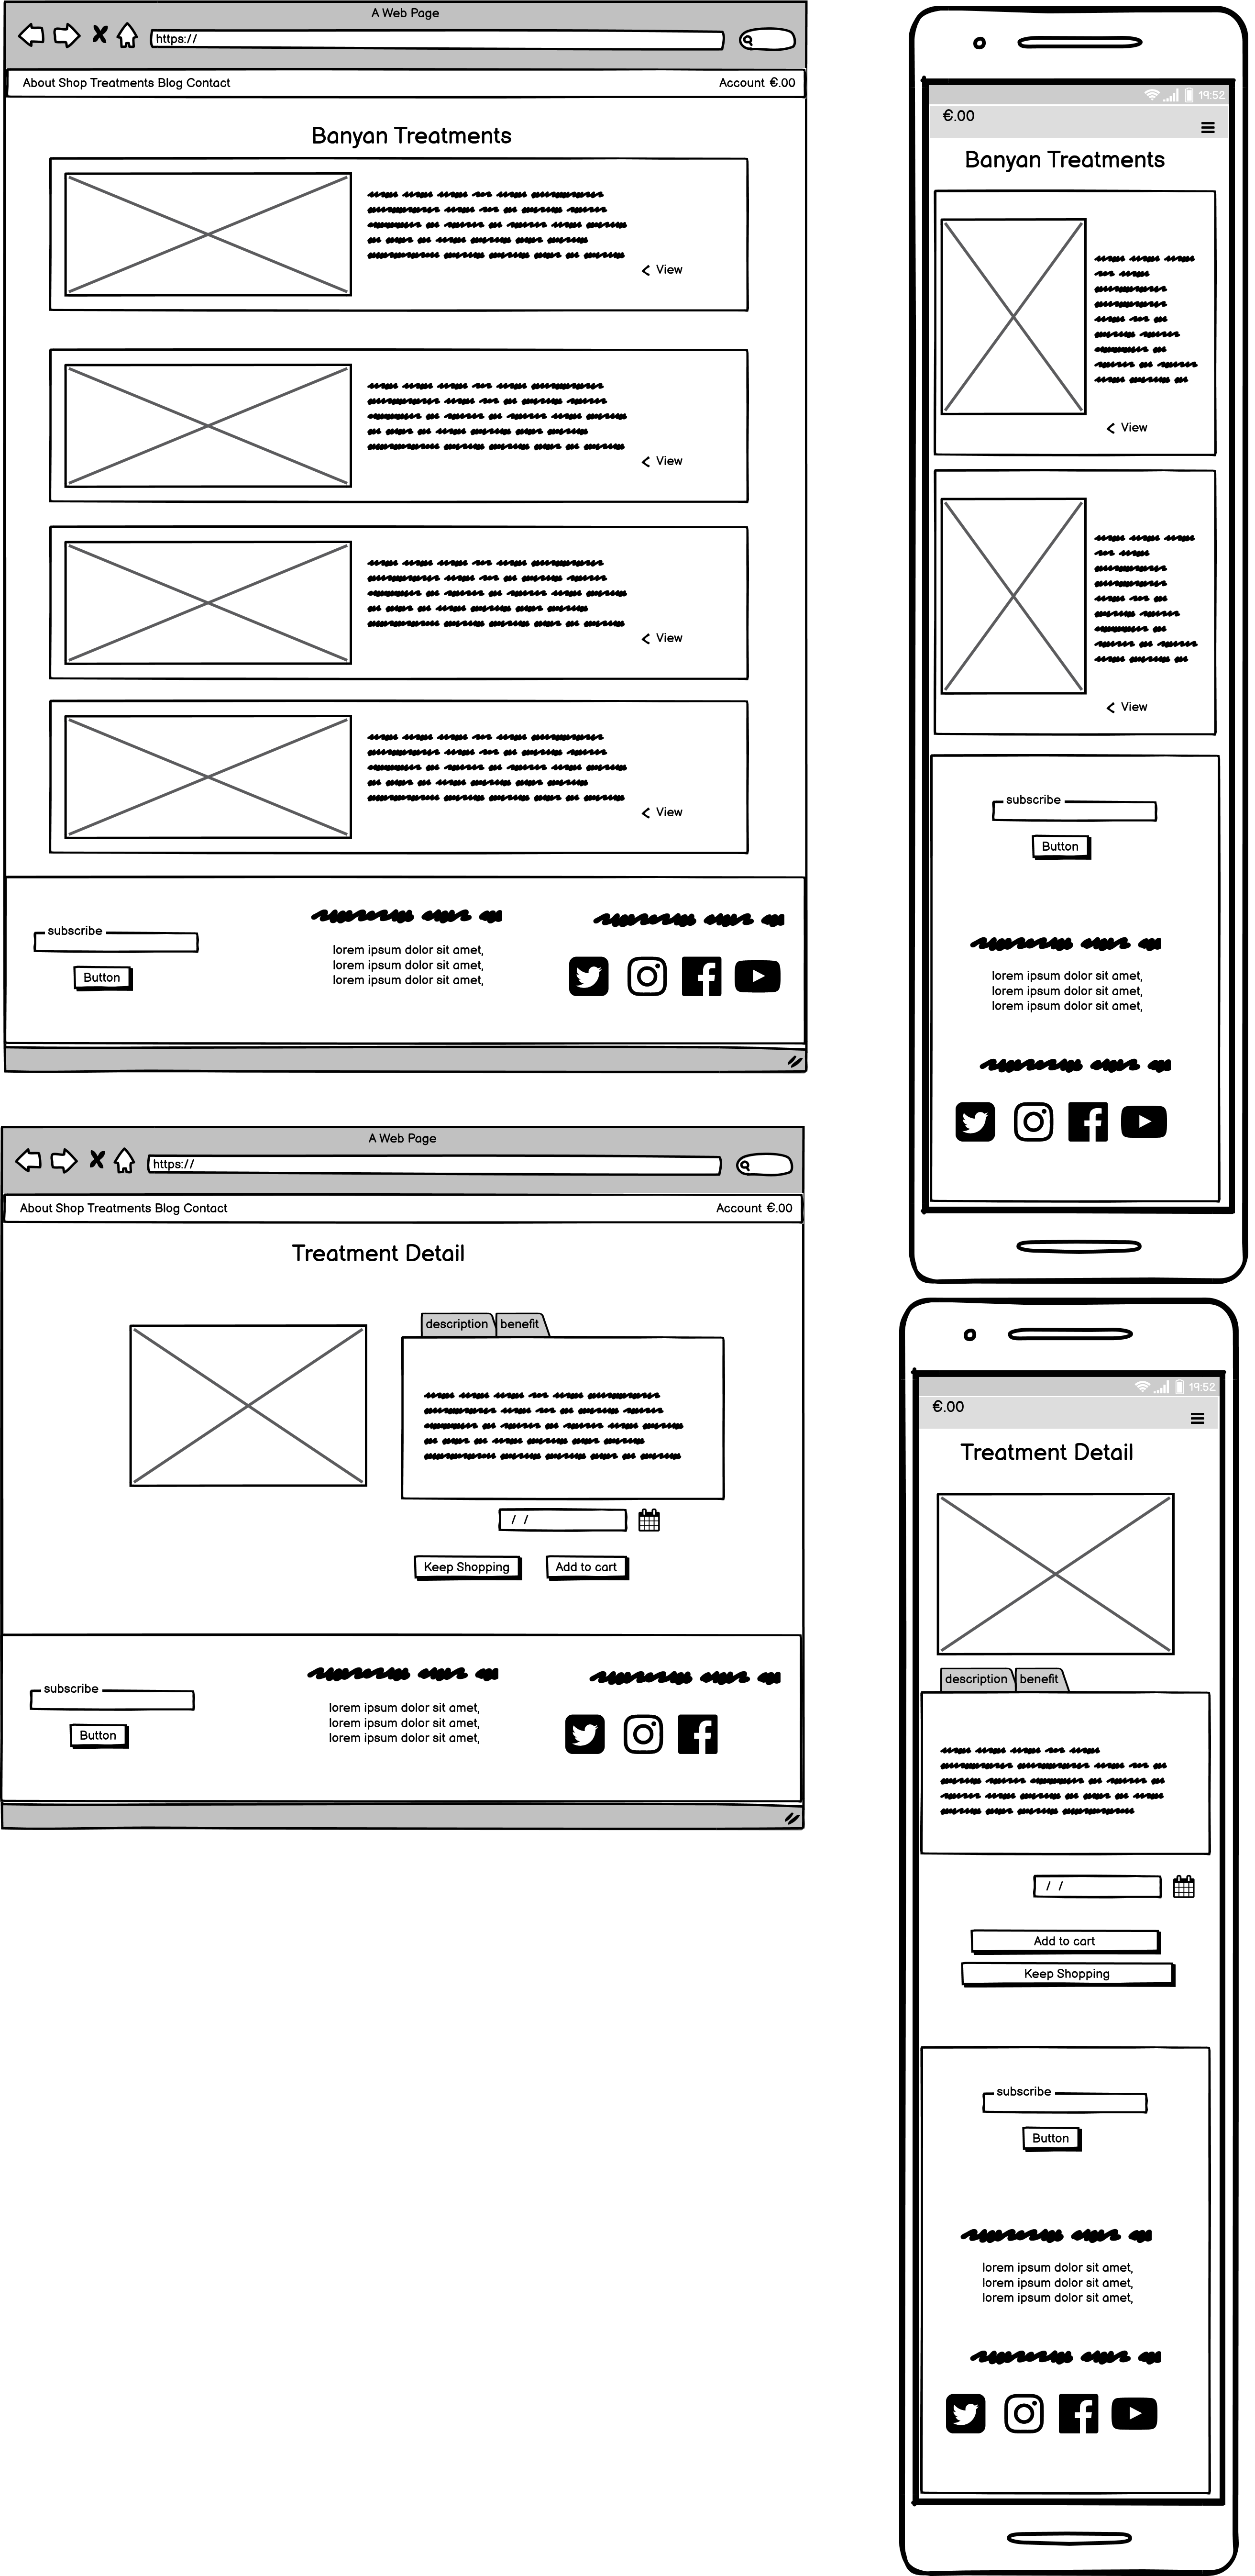 A Web Page
https://
About Shop Treatments Blog Contact
Account €.00
Banyan Treatments
View
View
View
View
subscribe
Button
lorem ipsum dolor sit amet,
lorem ipsum dolor sit amet,
lorem ipsum dolor sit amet,
19:52
€.00
Banyan Treatments
View
View
subscribe
Button
lorem ipsum dolor sit amet,
lorem ipsum dolor sit amet,
lorem ipsum dolor sit amet,
A Web Page
https://
About Shop Treatments Blog Contact
Account €.00
Treatment Detail
description
benefit
/ /
Keep Shopping
Add to cart
subscribe
Button
lorem ipsum dolor sit amet,
lorem ipsum dolor sit amet,
lorem ipsum dolor sit amet,
19:52
€.00
Treatment Detail
description
benefit
/ /
Add to cart
Keep Shopping
subscribe
Button
lorem ipsum dolor sit amet,
lorem ipsum dolor sit amet,
lorem ipsum dolor sit amet,